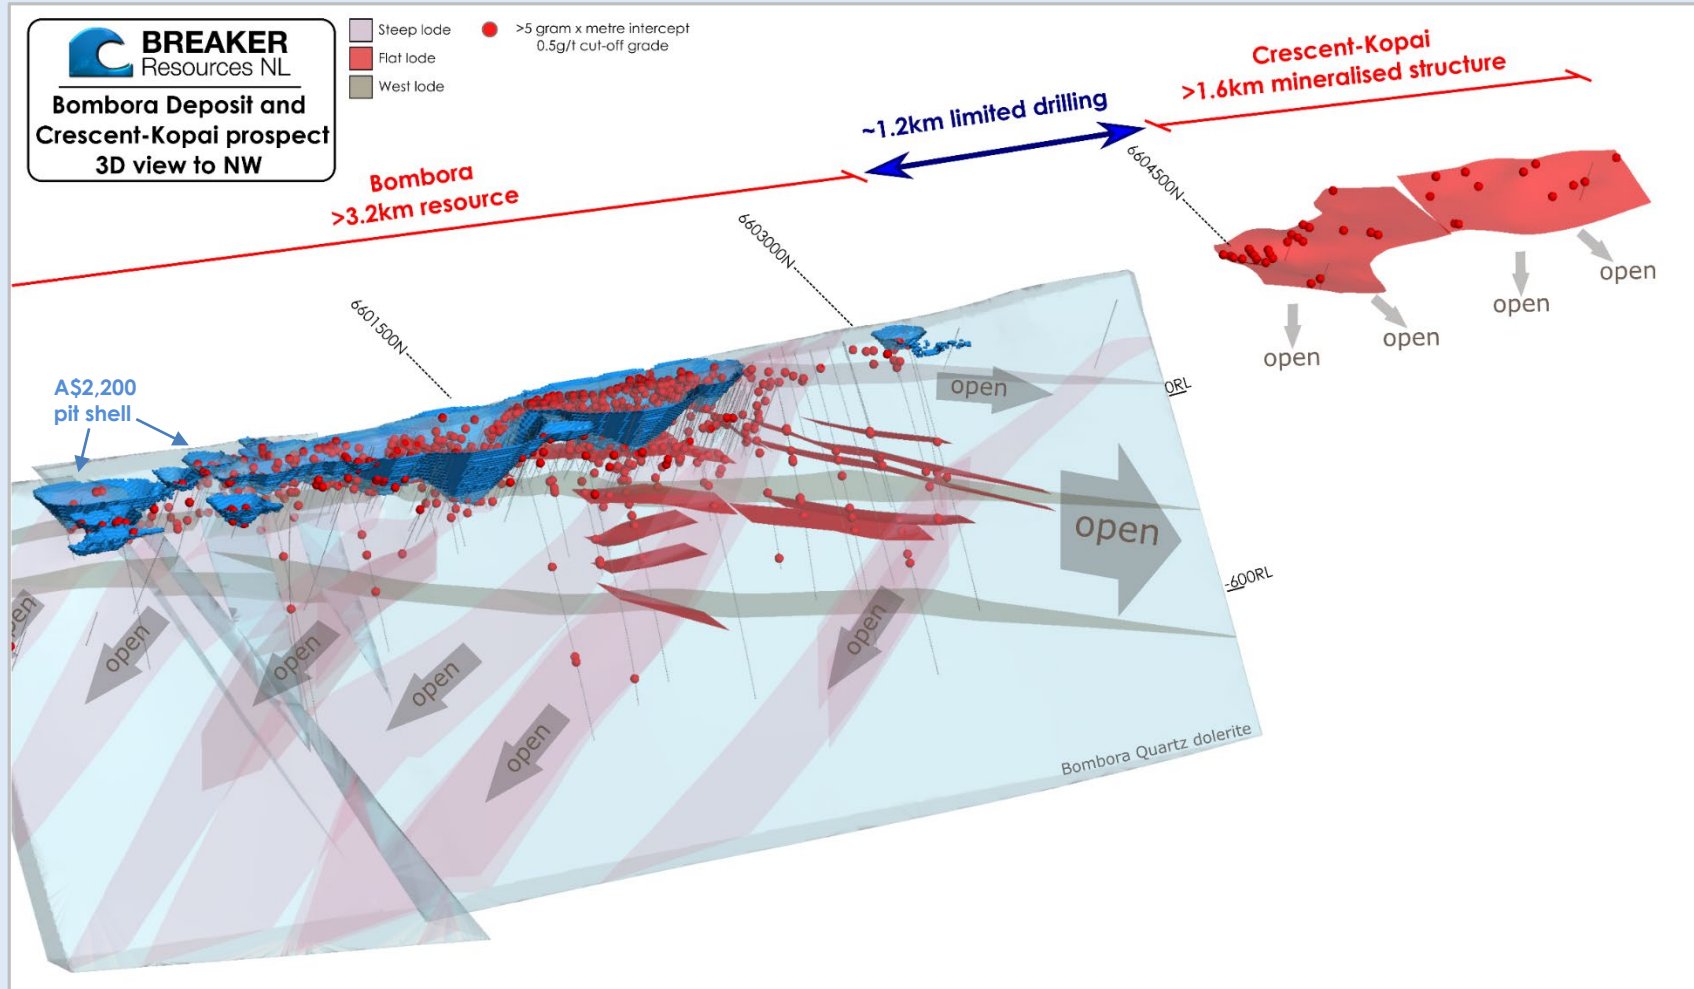 BREAKER
Resources NL
Bombora Deposit and
Crescent-Kopai prospect
3D view to NW
Steep lode
Flat lode
West lode
>5 gram x metre intercept
0.5g/t cut-off grade
Crescent-Kopai
>1.6km mineralised structure
~1.2km limited drilling
Bombora
>3.2km resource
6604500N
6603000N
6601500N
A$2,200
pit shell
open
open
open
open
open
0RL
open
-600RL
open
open
open
open
open
open
Bombora Quartz dolerite